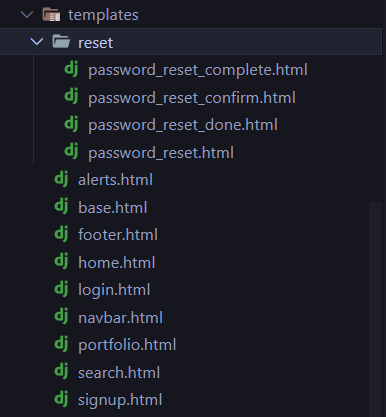 templates
reset
dj password_reset_complete.html
dj password_reset_confirm.html
dj password_reset_done.html
dj password_reset.html
dj alerts.html
dj base.html
dj footer.html
dj home.html
dj login.html
dj navbar.html
dj portfolio.html
dj search.html
dj signup.html